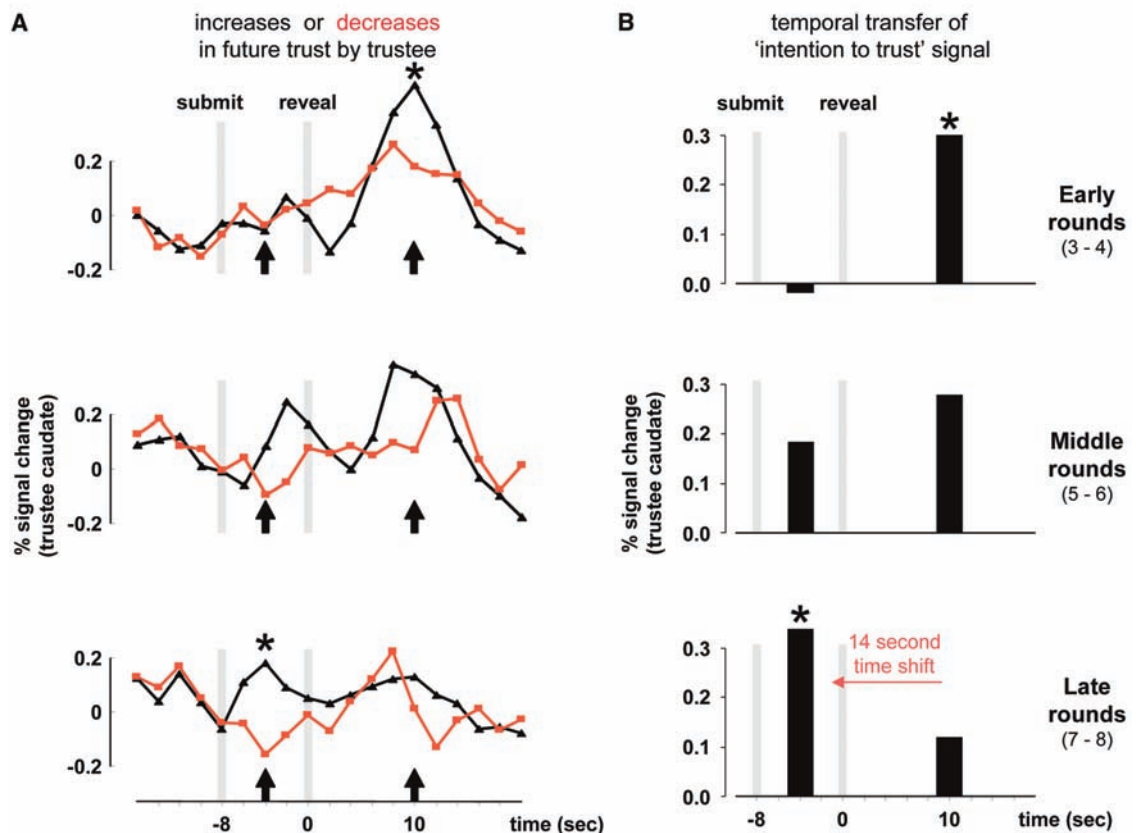 A
increases or decreases
in future trust by trustee
*
submit
reveal
0.2
0
-0.2
0.2
0
-0.2
% signal change
(trustee caudate)
*
0.2
0
-0.2
-8
0
10
time (sec)
B
temporal transfer of
'intention to trust' signal
submit
reveal
*
0.3
0.2
0.1
0.0
Early
rounds
(3 - 4)
0.3
0.2
0.1
0.0
% signal change
(trustee caudate)
Middle
rounds
(5 - 6)
*
0.3
0.2
0.1
0.0
14 second
time shift
Late
rounds
(7 - 8)
-8
0
10
time (sec)